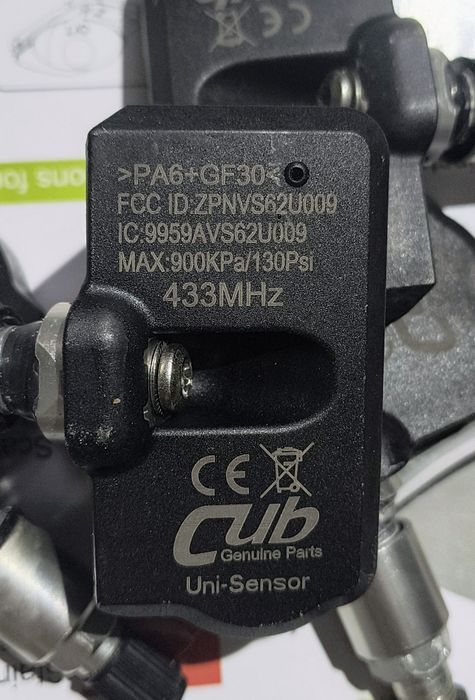 >PA6+GF30<
FCC ID:ZPNVS62U009
IC:9959AVS62U009
MAX:900KPa/130Psi
433MHz
CE
Cub
Genuine Parts
Uni-Sensor